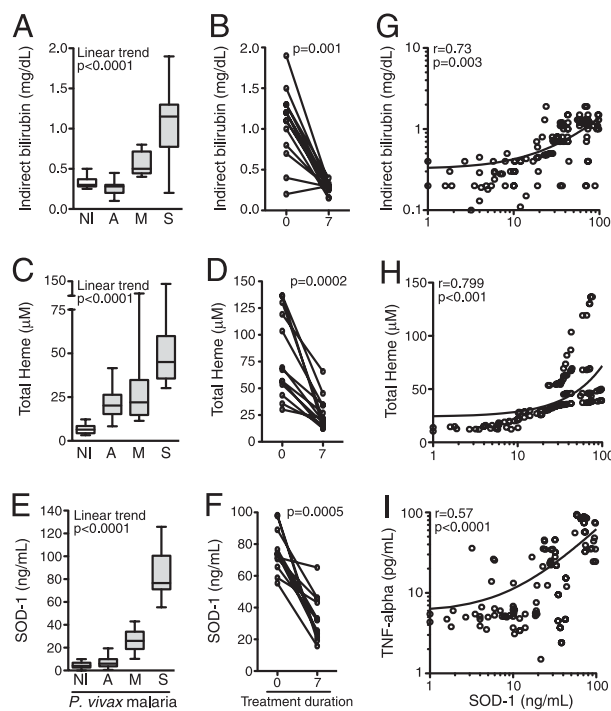 A
Indirect bilirubin (mg/dL)
2.0
1.5
1.0
0.5
0.0
Linear trend
p<0.0001
NI A M S
B
Indirect bilirubin (mg/dL)
2.0
1.5
1.0
0.5
0.0
p=0.001
0 7
G
Indirect bilirubin (mg/dL)
10
1
0.1
r=0.73
p=0.003
1 10 100
C
Total Heme (µM)
150
50
25
0
Linear trend
p<0.0001
NI A M S
D
Total Heme (µM)
150
125
100
75
50
25
0
p=0.0002
0 7
H
Total Heme (µM)
150
100
50
0
r=0.799
p<0.001
1 10 100
E
SOD-1 (ng/mL)
140
120
100
80
60
40
20
0
Linear trend
p<0.0001
NI A M S
P. vivax malaria
F
SOD-1 (ng/mL)
100
80
60
40
20
0
p=0.0005
0 7
Treatment duration
I
TNF-alpha (pg/mL)
100
10
1
r=0.57
p<0.0001
1 10 100
SOD-1 (ng/mL)